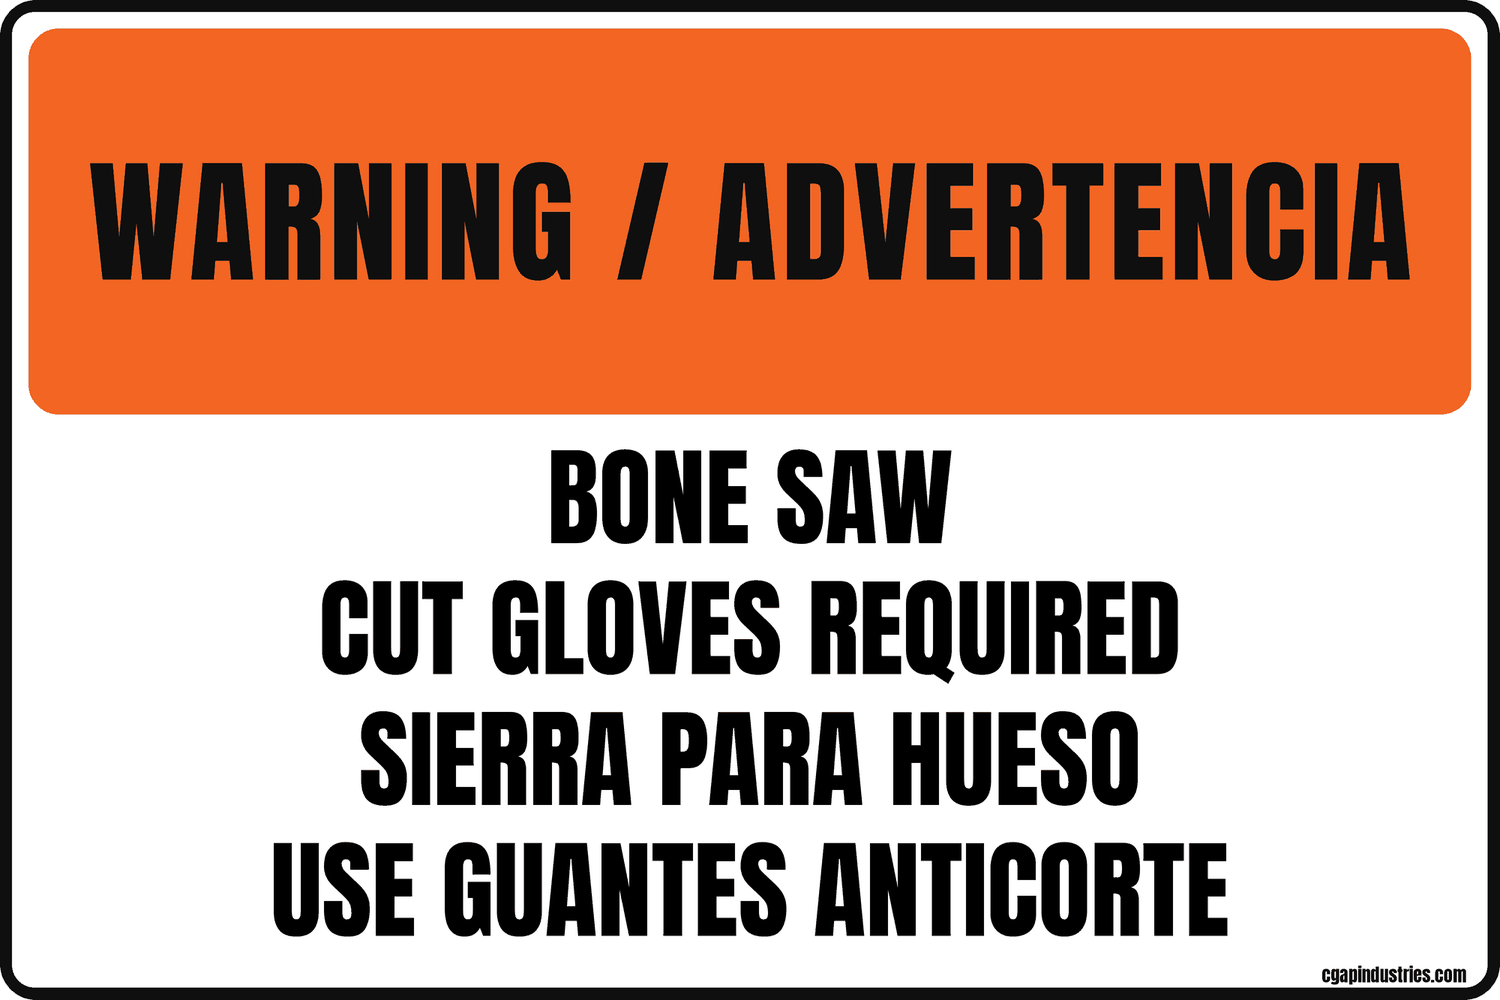 WARNING / ADVERTENCIA
BONE SAW
CUT GLOVES REQUIRED
SIERRA PARA HUESO
USE GUANTES ANTICORTE
cgapindustries.com